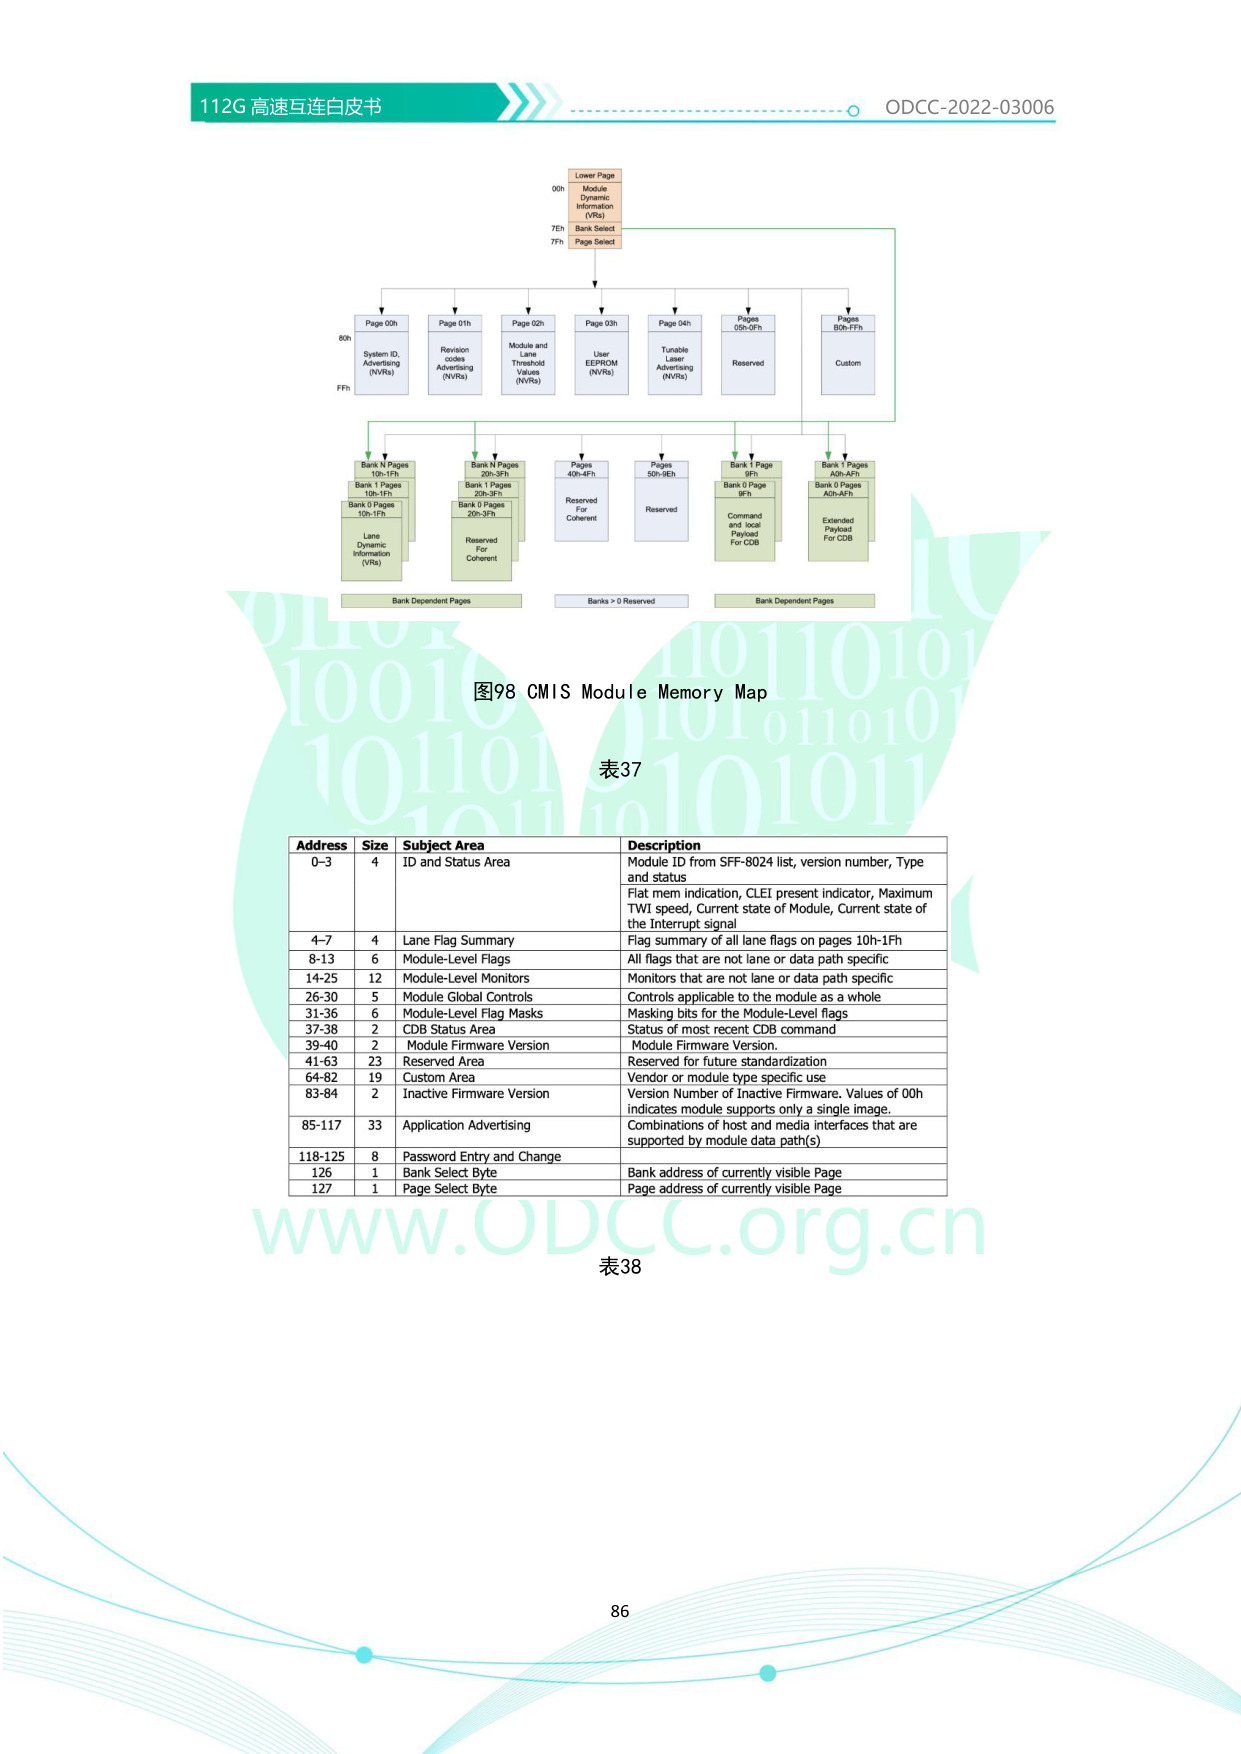 112G 高速互连白皮书
ODCC-2022-03006
Lower Page
00h
Module
Dynamic
Information
(VRs)
7Eh
Bank Select
7Fh
Page Select
Page 00h
Page 01h
Page 02h
Page 03h
Page 04h
Pages
05h-0Fh
Pages
B0h-FFh
80h
System ID,
Advertising
(NVRs)
Revision
codes
Advertising
(NVRs)
Module and
Lane
Threshold
Values
(NVRs)
User
EEPROM
(NVRs)
Tunable
Laser
Advertising
(NVRs)
Reserved
Custom
FFh
Bank N Pages
10h-1Fh
Bank 1 Pages
10h-1Fh
Bank 0 Pages
10h-1Fh
Lane
Dynamic
Information
(VRs)
Bank N Pages
20h-3Fh
Bank 1 Pages
20h-3Fh
Bank 0 Pages
20h-3Fh
Reserved
For
Coherent
Pages
40h-4Fh
Reserved
For
Coherent
Pages
50h-9Eh
Reserved
Bank 1 Page
9Fh
Bank 0 Page
9Fh
Command
and local
Payload
For CDB
Bank 1 Pages
A0h-AFh
Bank 0 Pages
A0h-AFh
Extended
Payload
For CDB
Bank Dependent Pages
Banks > 0 Reserved
Bank Dependent Pages
图98 CMIS Module Memory Map
表37
Address Size Subject Area Description
0–3 4 ID and Status Area Module ID from SFF-8024 list, version number, Type
and status
Flat mem indication, CLEI present indicator, Maximum
TWI speed, Current state of Module, Current state of
the Interrupt signal
4–7 4 Lane Flag Summary Flag summary of all lane flags on pages 10h-1Fh
8-13 6 Module-Level Flags All flags that are not lane or data path specific
14-25 12 Module-Level Monitors Monitors that are not lane or data path specific
26-30 5 Module Global Controls Controls applicable to the module as a whole
31-36 6 Module-Level Flag Masks Masking bits for the Module-Level flags
37-38 2 CDB Status Area Status of most recent CDB command
39-40 2 Module Firmware Version Module Firmware Version.
41-63 23 Reserved Area Reserved for future standardization
64-82 19 Custom Area Vendor or module type specific use
83-84 2 Inactive Firmware Version Version Number of Inactive Firmware. Values of 00h
indicates module supports only a single image.
85-117 33 Application Advertising Combinations of host and media interfaces that are
supported by module data path(s)
118-125 8 Password Entry and Change
126 1 Bank Select Byte Bank address of currently visible Page
127 1 Page Select Byte Page address of currently visible Page
www.ODCC.org.cn
表38
86